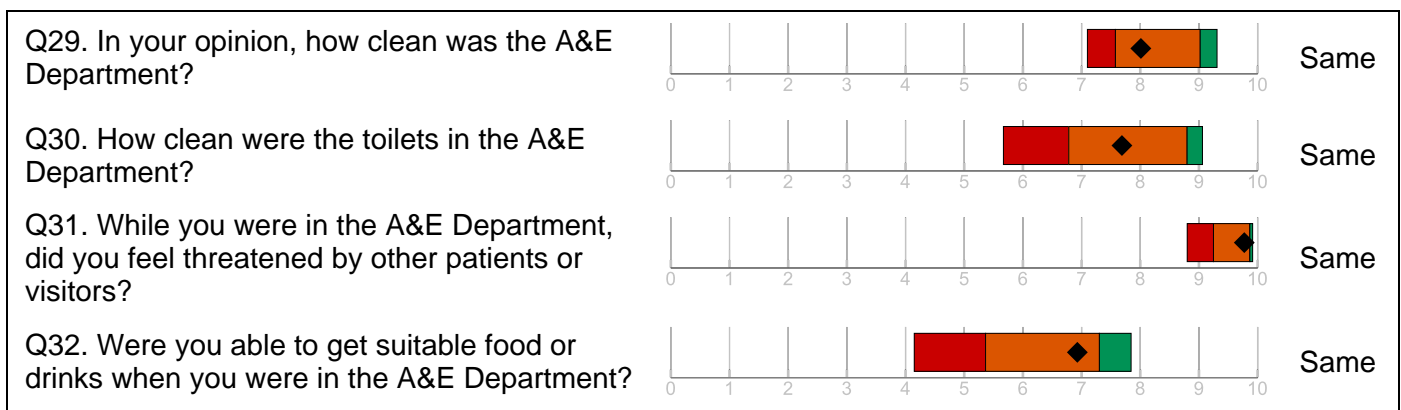 Q29. In your opinion, how clean was the A&E
Department?
Same
0 1 2 3 4 5 6 7 8 9 10
Q30. How clean were the toilets in the A&E
Department?
Same
0 1 2 3 4 5 6 7 8 9 10
Q31. While you were in the A&E Department,
did you feel threatened by other patients or
visitors?
Same
0 1 2 3 4 5 6 7 8 9 10
Q32. Were you able to get suitable food or
drinks when you were in the A&E Department?
Same
0 1 2 3 4 5 6 7 8 9 10